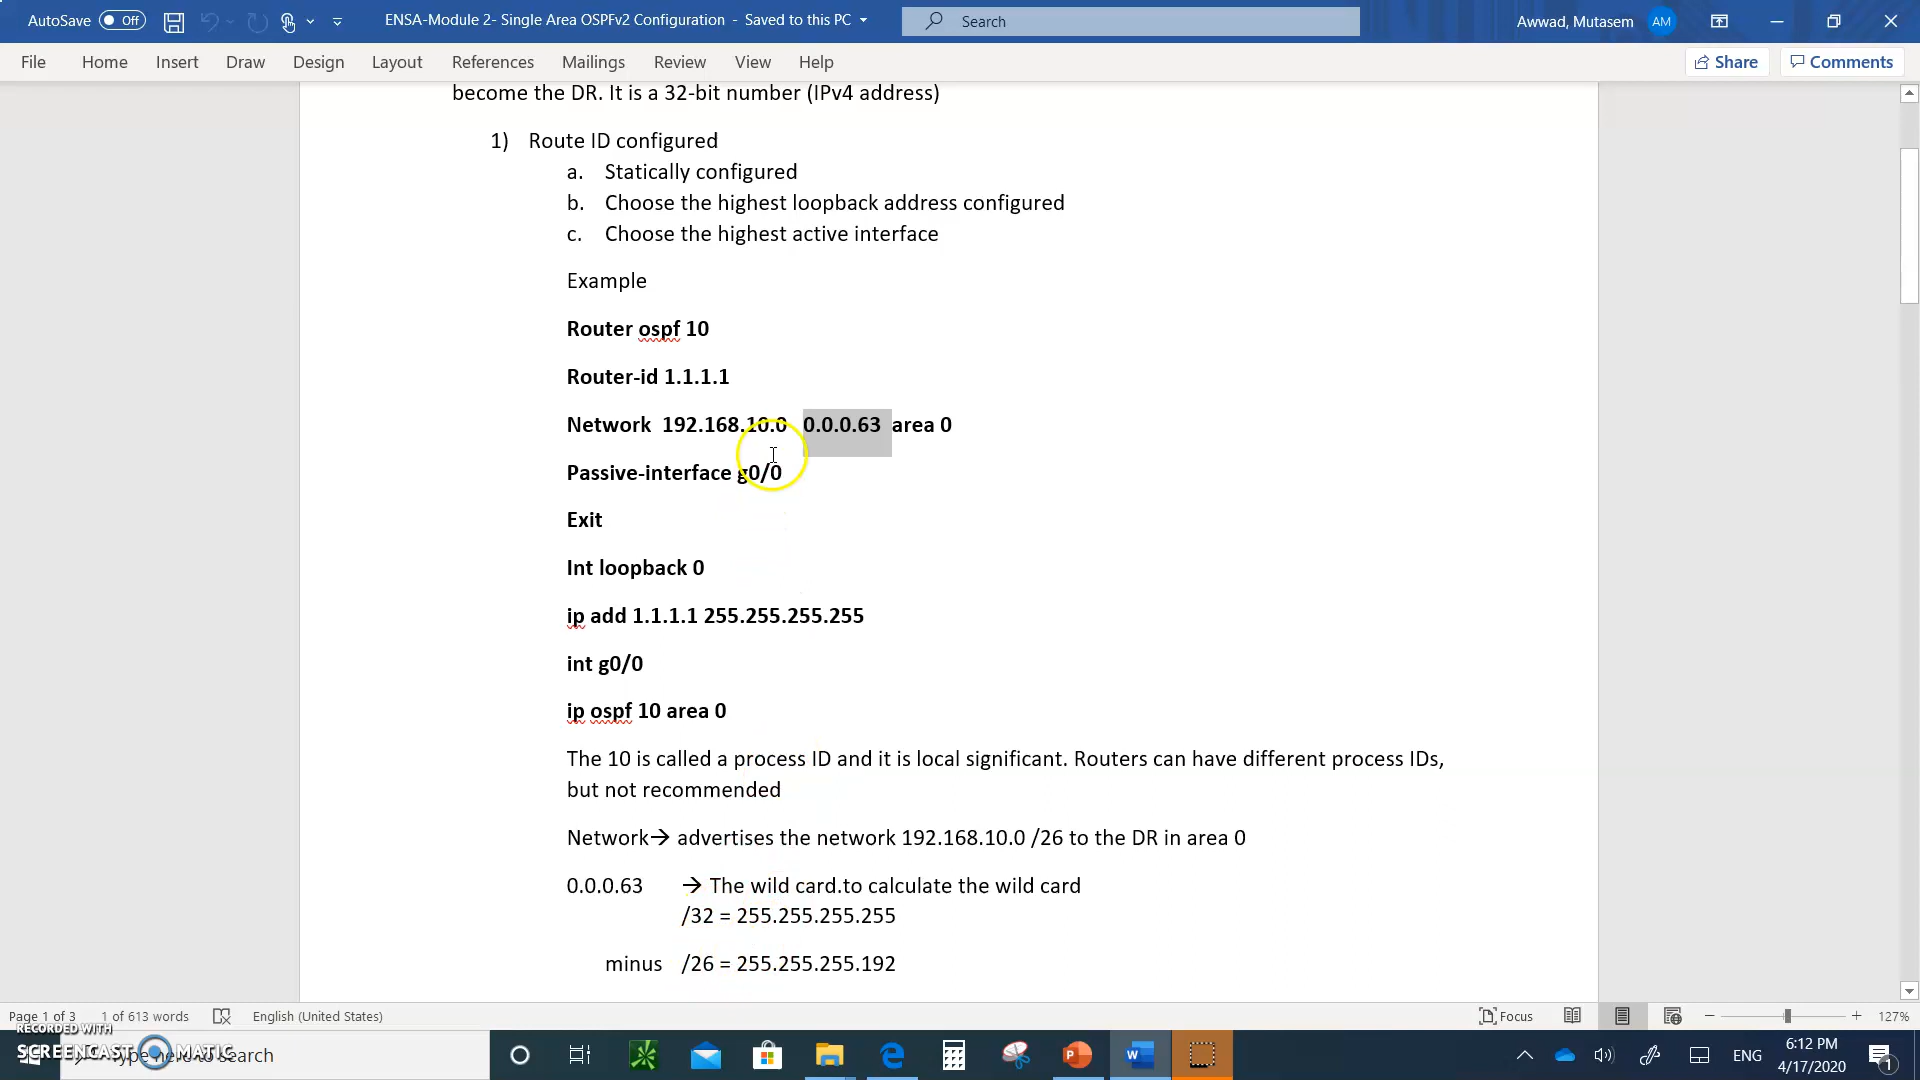 AutoSave Off
ENSA-Module 2- Single Area OSPFv2 Configuration - Saved to this PC
Search
Awwad, Mutasem AM
File Home Insert Draw Design Layout References Mailings Review View Help
Share Comments
become the DR. It is a 32-bit number (IPv4 address)
1) Route ID configured
a. Statically configured
b. Choose the highest loopback address configured
c. Choose the highest active interface
Example
Router ospf 10
Router-id 1.1.1.1
Network 192.168.10.0 0.0.0.63 area 0
Passive-interface g0/0
Exit
Int loopback 0
ip add 1.1.1.1 255.255.255.255
int g0/0
ip ospf 10 area 0
The 10 is called a process ID and it is local significant. Routers can have different process IDs,
but not recommended
Network→ advertises the network 192.168.10.0 /26 to the DR in area 0
0.0.0.63 → The wild card.to calculate the wild card
/32 = 255.255.255.255
minus /26 = 255.255.255.192
Page 1 of 3 1 of 613 words English (United States)
Focus
127%
RECORDED WITH
SCREENCAST MATIC
Type here to search
ENG
6:12 PM
4/17/2020
1